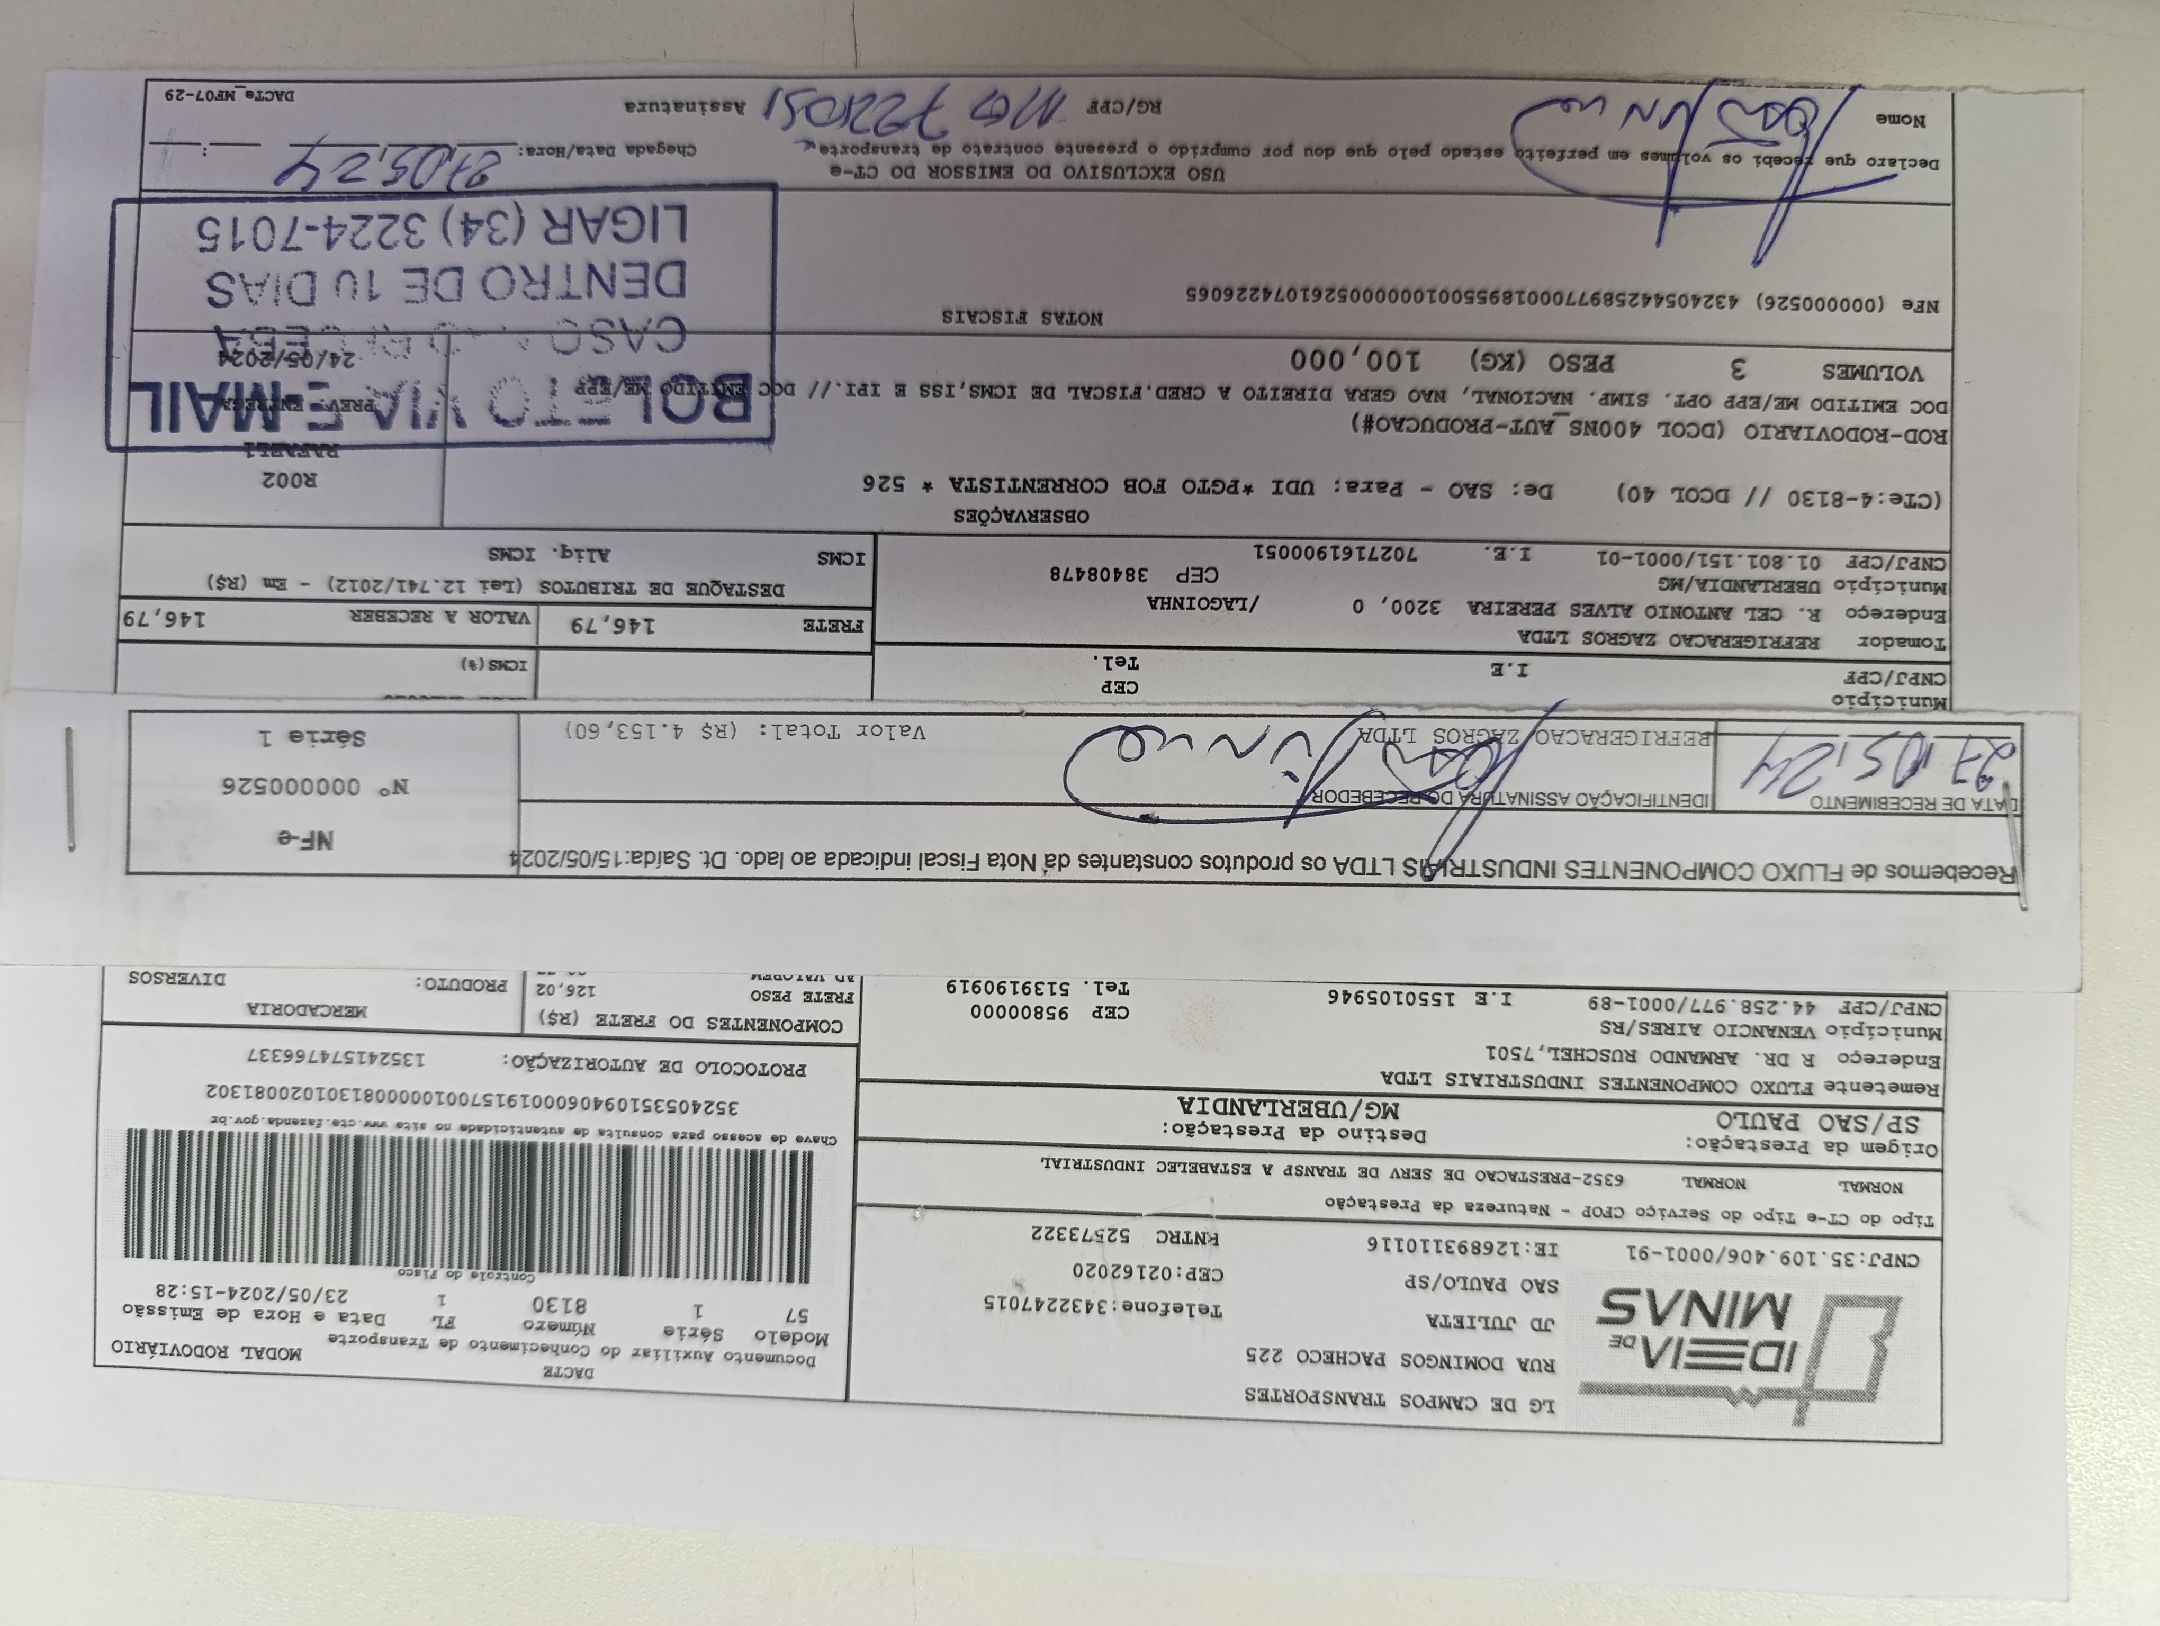 IDEIA DE MINAS
LG DE CAMPOS TRANSPORTES
RUA DOMINGOS PACHECO 225
JD JULIETA
SAO PAULO/SP
Telefone:3432247015
CEP:02162020
CNPJ:35.109.406/0001-91 IE:126893110116 RNTRC 52573322
DACTE
Documento Auxiliar do Conhecimento de Transporte
MODAL RODOVIÁRIO
Modelo Série Número FL Data e Hora de Emissão
57 1 8130 1 23/05/2024-15:28
Controle do Fisco
Chave de acesso para consulta de autenticidade no site www.cte.fazenda.gov.br
PROTOCOLO DE AUTORIZAÇÃO: 135241574766337
Tipo do CT-e Tipo do Serviço CFOP - Natureza da Prestação
NORMAL NORMAL 6352-PRESTACAO DE SERV DE TRANSP A ESTABELEC INDUSTRIAL
Origem da Prestação: Destino da Prestação:
SP/SAO PAULO MG/UBERLANDIA
Remetente FLUXO COMPONENTES INDUSTRIAIS LTDA
Endereço R DR. ARMANDO RUSCHEL,7501
Município VENANCIO AIRES/RS CEP 95800000
CNPJ/CPF 44.258.977/0001-89 I.E 1550105946 Tel. 5139190919
COMPONENTES DO FRETE (R$) MERCADORIA
FRETE PESO 126,02 PRODUTO: DIVERSOS
AD VALOREM
Recebemos de FLUXO COMPONENTES INDUSTRIAIS LTDA os produtos constantes da Nota Fiscal indicada ao lado. Dt. Saída:15/05/2024
NF-e
Nº 000000526
Série 1
DATA DE RECEBIMENTO IDENTIFICAÇÃO ASSINATURA DO RECEBEDOR
27/05/24
REFRIGERACAO ZAGROS LTDA Valor Total: (R$ 4.153,60)
Município CEP
CNPJ/CPF I.E Tel.
ICMS(%)
Tomador REFRIGERACAO ZAGROS LTDA
Endereço R. CEL ANTONIO ALVES PEREIRA 3200, 0 /LAGOINHA
Município UBERLANDIA/MG CEP 38408478
CNPJ/CPF 01.801.151/0001-01 I.E. 7027161900051
FRETE 146,79 VALOR A RECEBER 146,79
DESTAQUE DE TRIBUTOS (Lei 12.741/2012) - Em (R$)
ICMS Aliq. ICMS
OBSERVAÇÕES
(CTe:4-8130 // DCOL 40) De: SAO - Para: UDI *PGTO FOB CORRENTISTA * 526
R002
RAFAELI
ROD-RODOVIARIO (DCOL 400NS_AUT-PRODUCAO#)
DOC EMITIDO ME/EPP OPT. SIMP. NACIONAL, NAO GERA DIREITO A CRED.FISCAL DE ICMS,ISS E IPI.// DOC EMITIDO ME/EPP
PREV. ENTREGA
24/05/2024
VOLUMES 3 PESO (KG) 100,000
BOLETO VIA E-MAIL
CASO RECEBA
DENTRO DE 10 DIAS
LIGAR (34) 3224-7015
NOTAS FISCAIS
NFe (00000526)
USO EXCLUSIVO DO EMISSOR DO CT-e
Declaro que recebi os volumes em perfeito estado pelo que dou por cumprido o presente contrato de transporte.
Chegada Data/Hora: 27/05/24
Nome RG/CPF Assinatura
DACTe_MF07-29